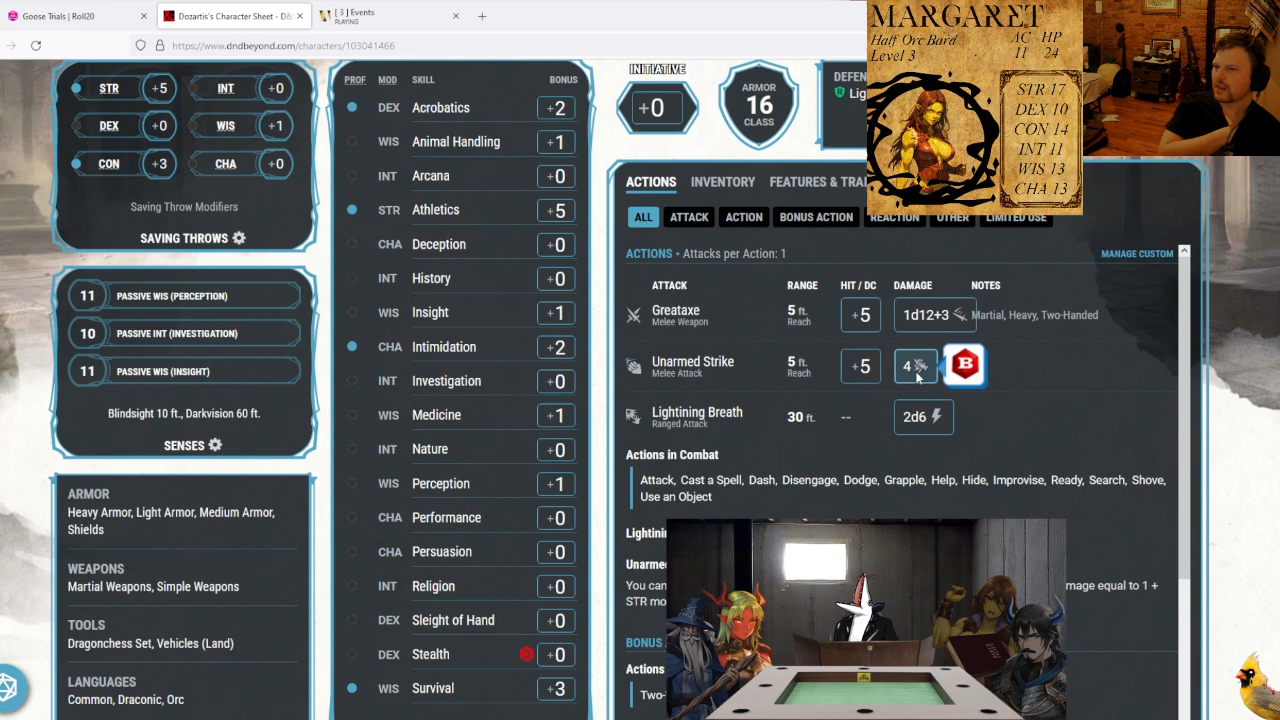 Goose Trials | Roll20
Dozartis's Character Sheet - D&
[ 3 ] Events
PLAYING
https://www.dndbeyond.com/characters/103041466
STR +5
INT +0
DEX +0
WIS +1
CON +3
CHA +0
Saving Throw Modifiers
SAVING THROWS
11 PASSIVE WIS (PERCEPTION)
10 PASSIVE INT (INVESTIGATION)
11 PASSIVE WIS (INSIGHT)
Blindsight 10 ft., Darkvision 60 ft.
SENSES
ARMOR
Heavy Armor, Light Armor, Medium Armor,
Shields
WEAPONS
Martial Weapons, Simple Weapons
TOOLS
Dragonchess Set, Vehicles (Land)
LANGUAGES
Common, Draconic, Orc
PROF MOD SKILL BONUS
DEX Acrobatics +2
WIS Animal Handling +1
INT Arcana +0
STR Athletics +5
CHA Deception +0
INT History +0
WIS Insight +1
CHA Intimidation +2
INT Investigation +0
WIS Medicine +1
INT Nature +0
WIS Perception +1
CHA Performance +0
CHA Persuasion +0
INT Religion +0
DEX Sleight of Hand +0
DEX Stealth +0
WIS Survival +3
INITIATIVE
+0
ARMOR
16
CLASS
DEFEN
Lig
ACTIONS INVENTORY FEATURES & TRA
ALL ATTACK ACTION BONUS ACTION REACTION OTHER LIMITED USE
ACTIONS • Attacks per Action: 1
MANAGE CUSTOM
ATTACK RANGE HIT / DC DAMAGE NOTES
Greataxe 5 ft. +5 1d12+3 Martial, Heavy, Two-Handed
Melee Weapon Reach
Unarmed Strike 5 ft. +5 4 B
Melee Attack Reach
Lightning Breath 30 ft. -- 2d6
Ranged Attack
Actions in Combat
Attack, Cast a Spell, Dash, Disengage, Dodge, Grapple, Help, Hide, Improvise, Ready, Search, Shove,
Use an Object
Lightnin
Unarme
You can
mage equal to 1 +
STR mo
BONUS
Actions
Two-
MARGARET
Half Orc Bard
Level 3
AC HP
11 24
STR 17
DEX 10
CON 14
INT 11
WIS 13
CHA 13